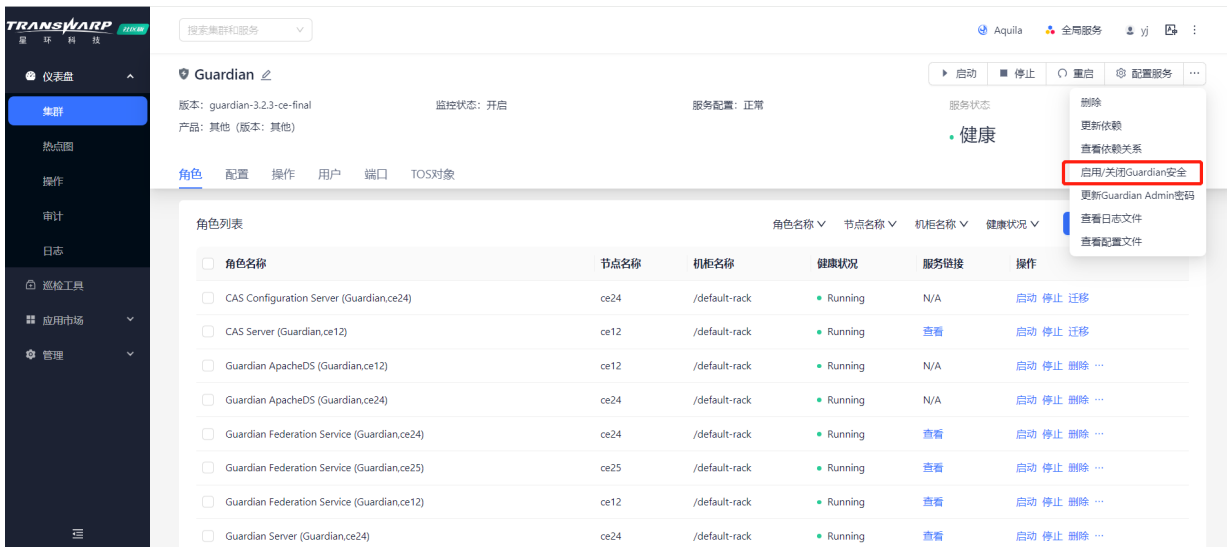 TRANSWARP 社区版
星环科技
搜索集群和服务
Aquila 全局服务 yj
仪表盘
集群
热点图
操作
审计
日志
巡检工具
应用市场
管理
Guardian
启动 停止 重启 配置服务 ···
版本：guardian-3.2.3-ce-final 监控状态：开启 服务配置：正常 服务状态
产品：其他（版本：其他）
健康
删除
更新依赖
查看依赖关系
启用/关闭Guardian安全
更新Guardian Admin密码
查看日志文件
查看配置文件
角色 配置 操作 用户 端口 TOS对象
角色列表 角色名称 节点名称 机柜名称 健康状况
角色名称 节点名称 机柜名称 健康状况 服务链接 操作
CAS Configuration Server (Guardian,ce24) ce24 /default-rack Running N/A 启动 停止 迁移
CAS Server (Guardian,ce12) ce12 /default-rack Running 查看 启动 停止 迁移
Guardian ApacheDS (Guardian,ce12) ce12 /default-rack Running N/A 启动 停止 删除 ···
Guardian ApacheDS (Guardian,ce24) ce24 /default-rack Running N/A 启动 停止 删除 ···
Guardian Federation Service (Guardian,ce24) ce24 /default-rack Running 查看 启动 停止 删除 ···
Guardian Federation Service (Guardian,ce25) ce25 /default-rack Running 查看 启动 停止 删除 ···
Guardian Federation Service (Guardian,ce12) ce12 /default-rack Running 查看 启动 停止 删除 ···
Guardian Server (Guardian,ce24) ce24 /default-rack Running 查看 启动 停止 删除 ···